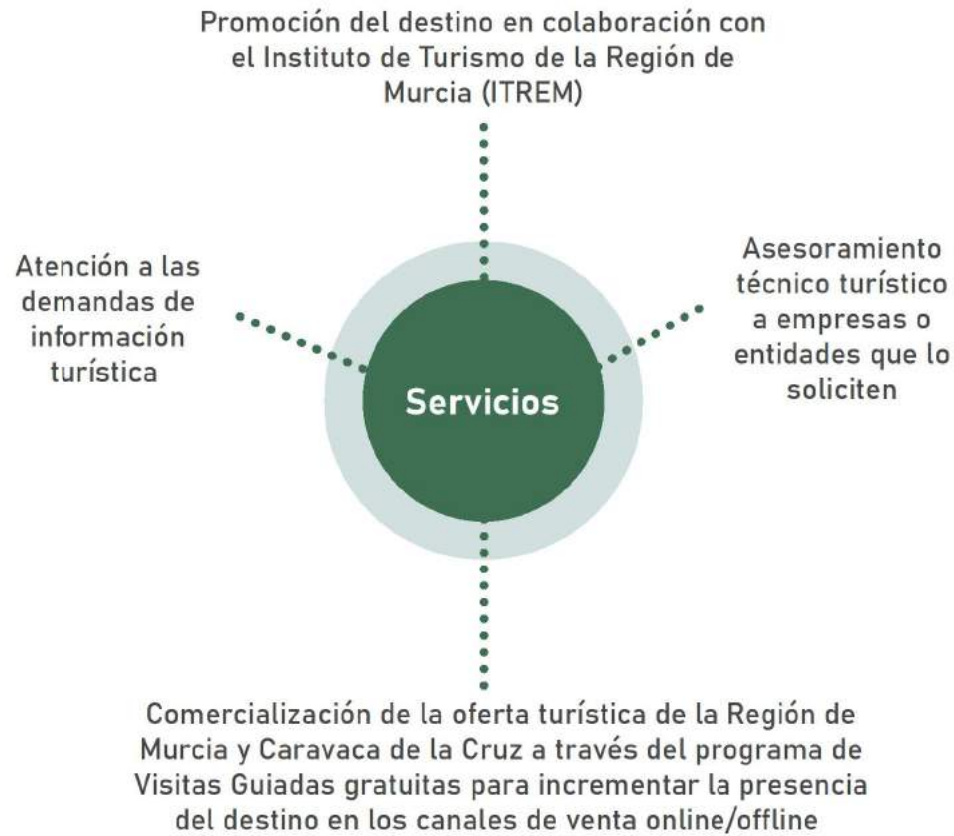 Promoción del destino en colaboración con
el Instituto de Turismo de la Región de
Murcia (ITREM)
Atención a las
demandas de
información
turística
Asesoramiento
técnico turístico
a empresas o
entidades que lo
soliciten
Servicios
Comercialización de la oferta turística de la Región de
Murcia y Caravaca de la Cruz a través del programa de
Visitas Guiadas gratuitas para incrementar la presencia
del destino en los canales de venta online/offline